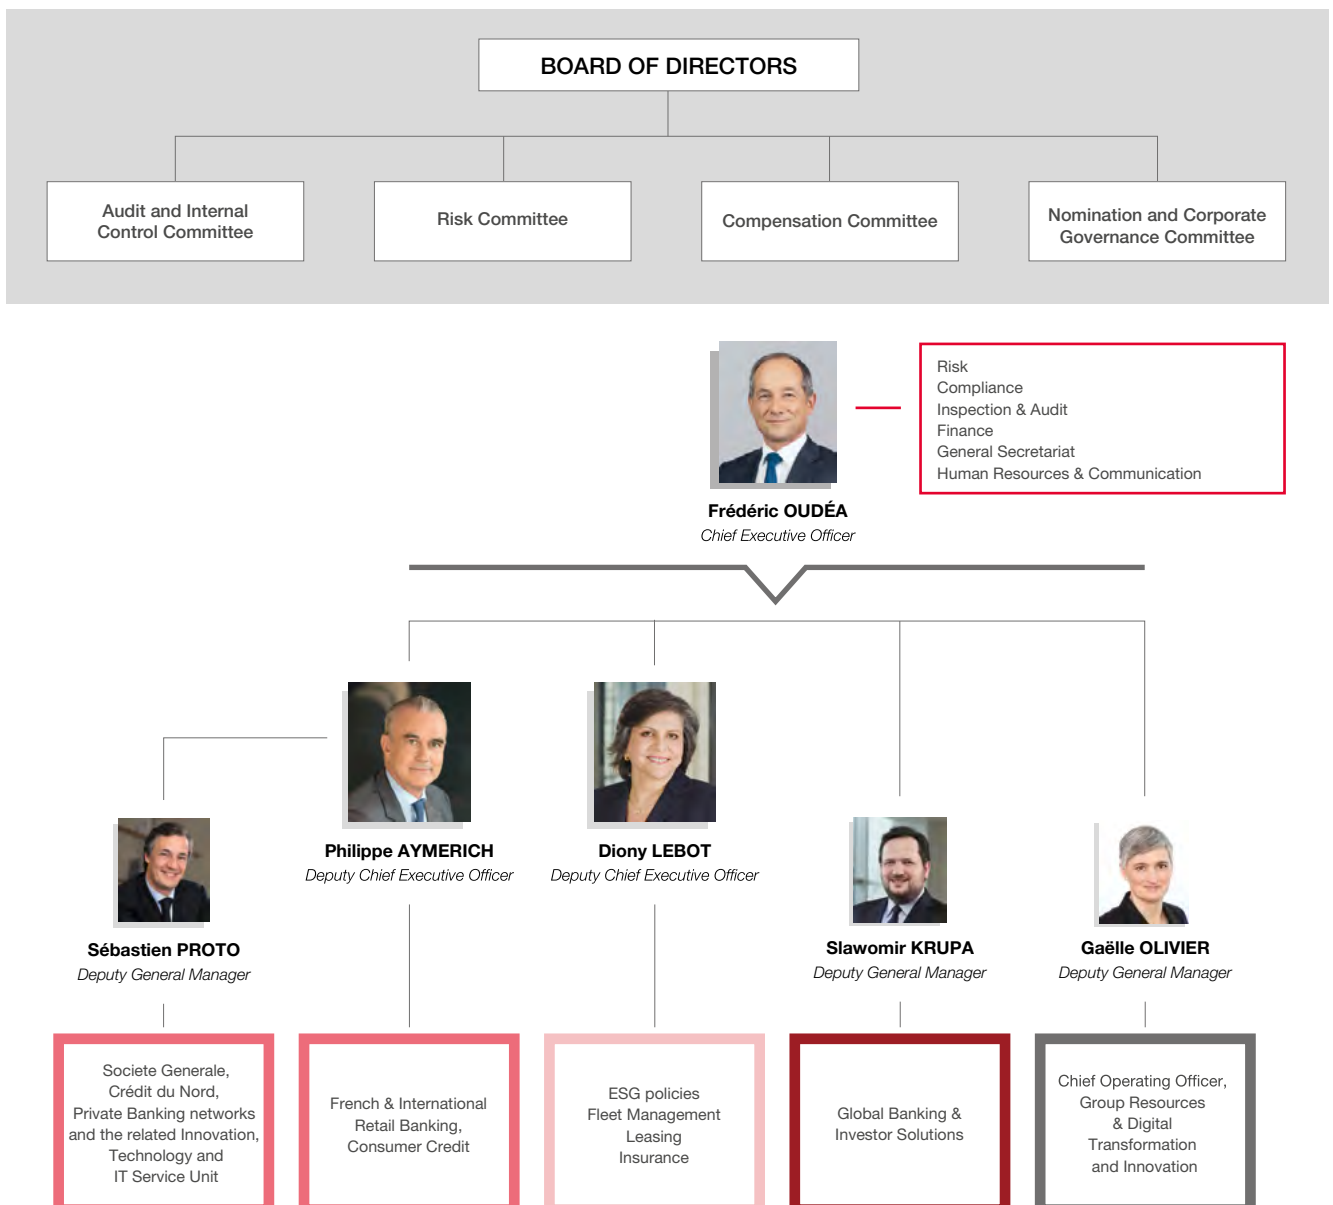 BOARD OF DIRECTORS
Audit and Internal
Control Committee
Risk Committee
Compensation Committee
Nomination and Corporate
Governance Committee
Risk
Compliance
Inspection & Audit
Finance
General Secretariat
Human Resources & Communication
Frédéric OUDÉA
Chief Executive Officer
Philippe AYMERICH
Deputy Chief Executive Officer
Diony LEBOT
Deputy Chief Executive Officer
Sébastien PROTO
Deputy General Manager
Slawomir KRUPA
Deputy General Manager
Gaëlle OLIVIER
Deputy General Manager
Societe Generale,
Crédit du Nord,
Private Banking networks
and the related Innovation,
Technology and
IT Service Unit
French & International
Retail Banking,
Consumer Credit
ESG policies
Fleet Management
Leasing
Insurance
Global Banking &
Investor Solutions
Chief Operating Officer,
Group Resources
& Digital
Transformation
and Innovation